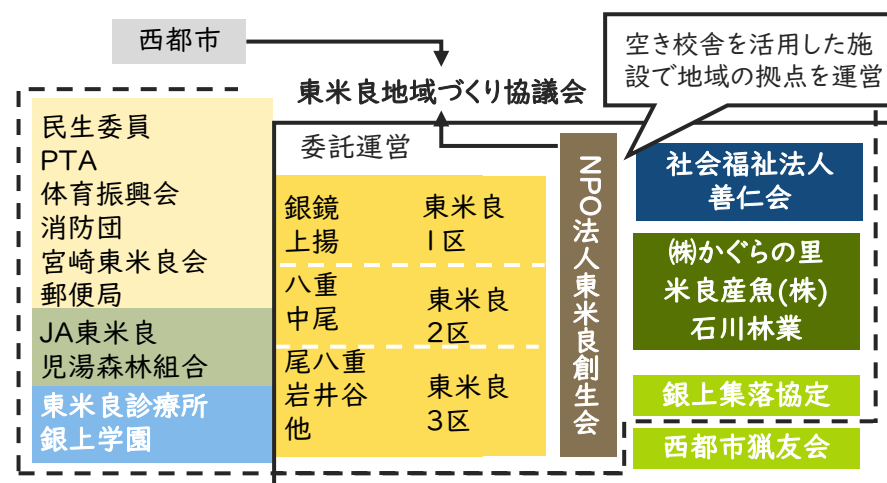 西都市
空き校舎を活用した施
設で地域の拠点を運営
東米良地域づくり協議会
委託運営
民生委員
PTA
体育振興会
消防団
宮崎東米良会
郵便局
JA東米良
児湯森林組合
東米良診療所
銀上学園
銀鏡
上揚
東米良
1区
八重
中尾
東米良
2区
尾八重
岩井谷
他
東米良
3区
NPO法人東米良創生会
社会福祉法人
善仁会
㈱かぐらの里
米良産魚(株)
石川林業
銀上集落協定
西都市猟友会